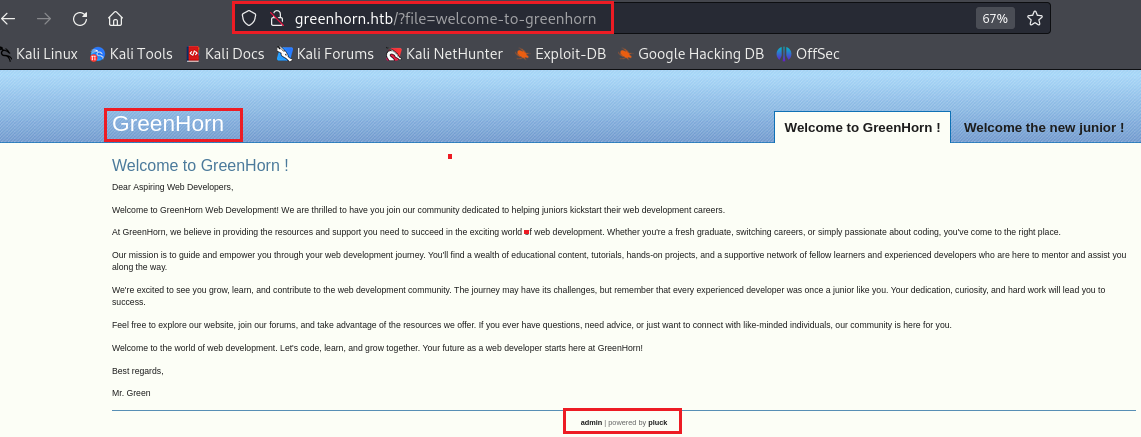 greenhorn.htb/?file=welcome-to-greenhorn
67%
Kali Linux Kali Tools Kali Docs Kali Forums Kali NetHunter Exploit-DB Google Hacking DB OffSec
GreenHorn
Welcome to GreenHorn ! Welcome the new junior !
Welcome to GreenHorn !
Dear Aspiring Web Developers,
Welcome to GreenHorn Web Development! We are thrilled to have you join our community dedicated to helping juniors kickstart their web development careers.
At GreenHorn, we believe in providing the resources and support you need to succeed in the exciting world of web development. Whether you're a fresh graduate, switching careers, or simply passionate about coding, you've come to the right place.
Our mission is to guide and empower you through your web development journey. You'll find a wealth of educational content, tutorials, hands-on projects, and a supportive network of fellow learners and experienced developers who are here to mentor and assist you
along the way.
We're excited to see you grow, learn, and contribute to the web development community. The journey may have its challenges, but remember that every experienced developer was once a junior like you. Your dedication, curiosity, and hard work will lead you to
success.
Feel free to explore our website, join our forums, and take advantage of the resources we offer. If you ever have questions, need advice, or just want to connect with like-minded individuals, our community is here for you.
Welcome to the world of web development. Let's code, learn, and grow together. Your future as a web developer starts here at GreenHorn!
Best regards,
Mr. Green
admin | powered by pluck